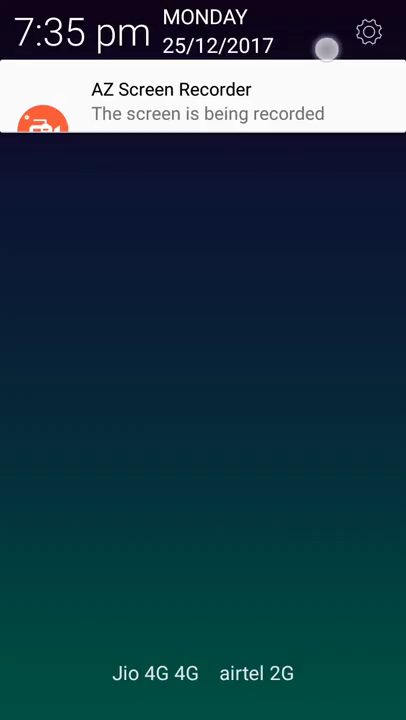 7:35 pm
MONDAY
25/12/2017
AZ Screen Recorder
The screen is being recorded
Jio 4G 4G airtel 2G